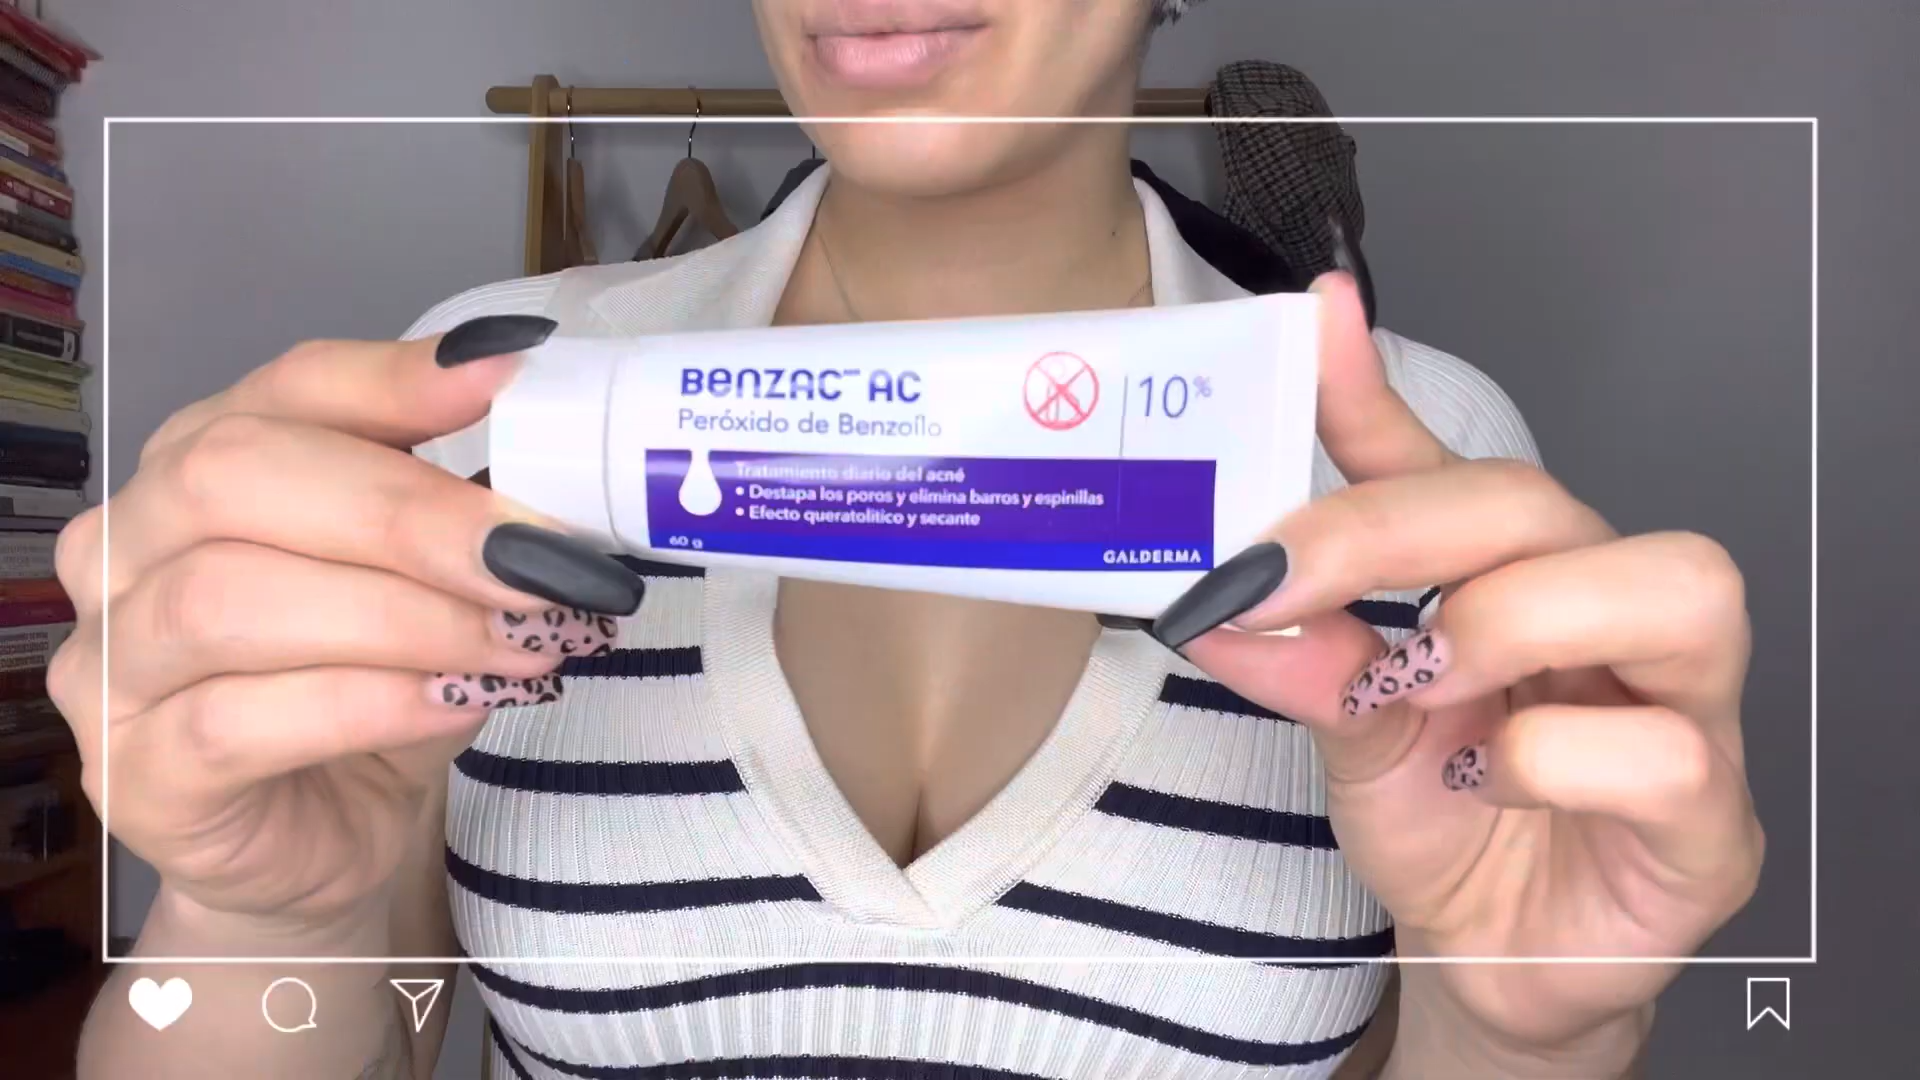 BENZAC™ AC
Peróxido de Benzoílo
10%
Tratamiento diario del acné
• Destapa los poros y elimina barros y espinillas
• Efecto queratolítico y secante
60 g
GALDERMA